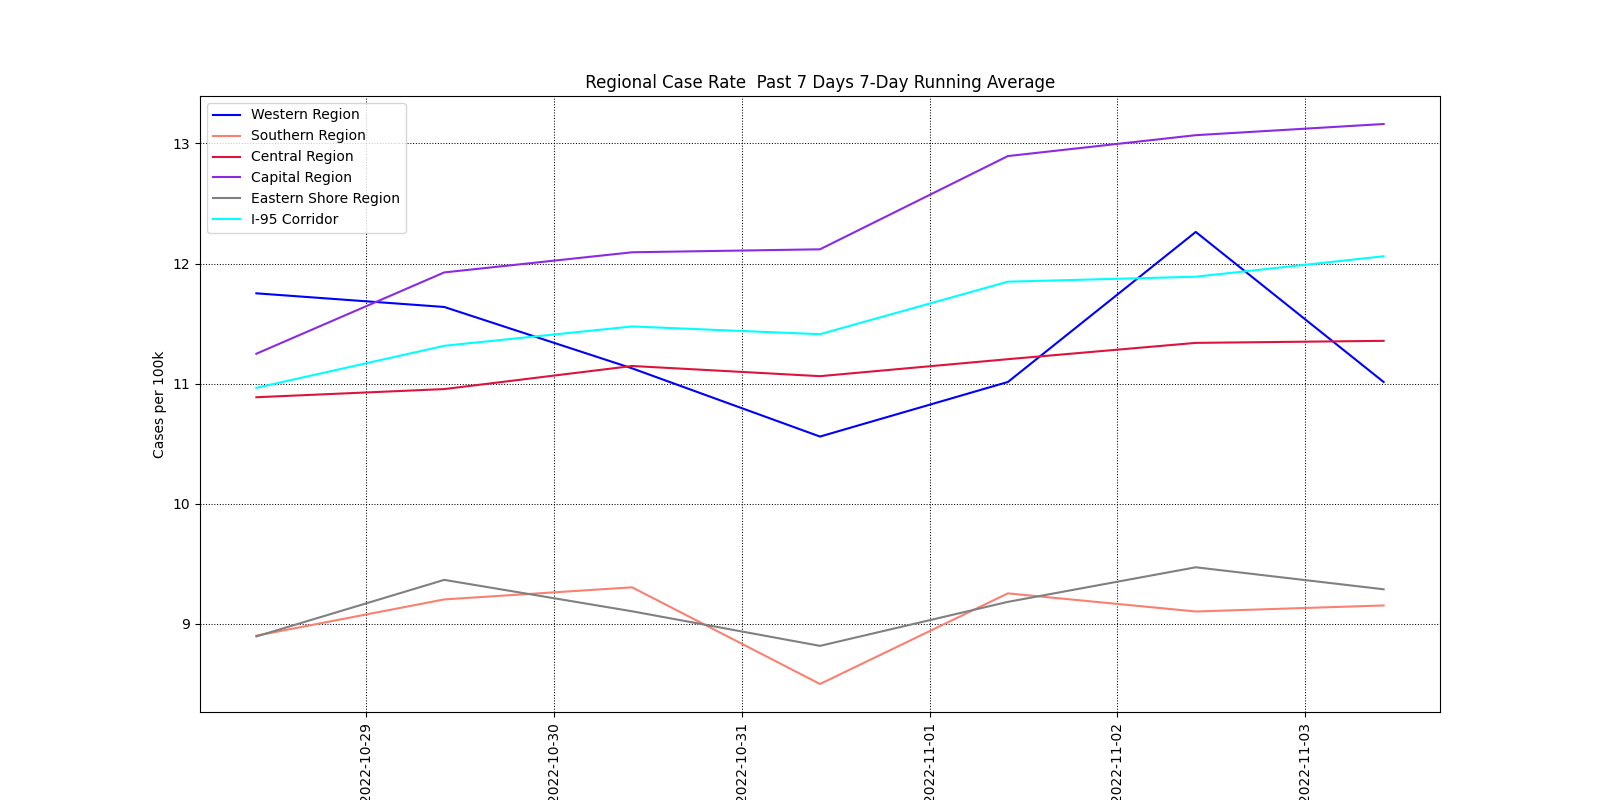 Regional Case Rate  Past 7 Days 7-Day Running Average
Western Region
Southern Region
Central Region
Capital Region
Eastern Shore Region
I-95 Corridor
Cases per 100k
13
12
11
10
9
2022-10-29
2022-10-30
2022-10-31
2022-11-01
2022-11-02
2022-11-03